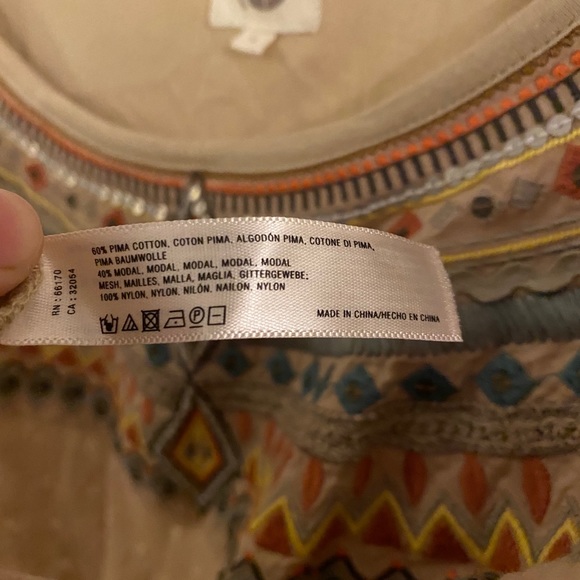 60% PIMA COTTON, COTON PIMA, ALGODÓN PIMA, COTONE DI PIMA,
PIMA BAUMWOLLE
40% MODAL, MODAL, MODAL, MODAL, MODAL
MESH, MAILLES, MALLA, MAGLIA, GITTERGEWEBE:
100% NYLON, NYLON, NILÓN, NAILON, NYLON
MADE IN CHINA/HECHO EN CHINA
RN : 66170
CA : 32054